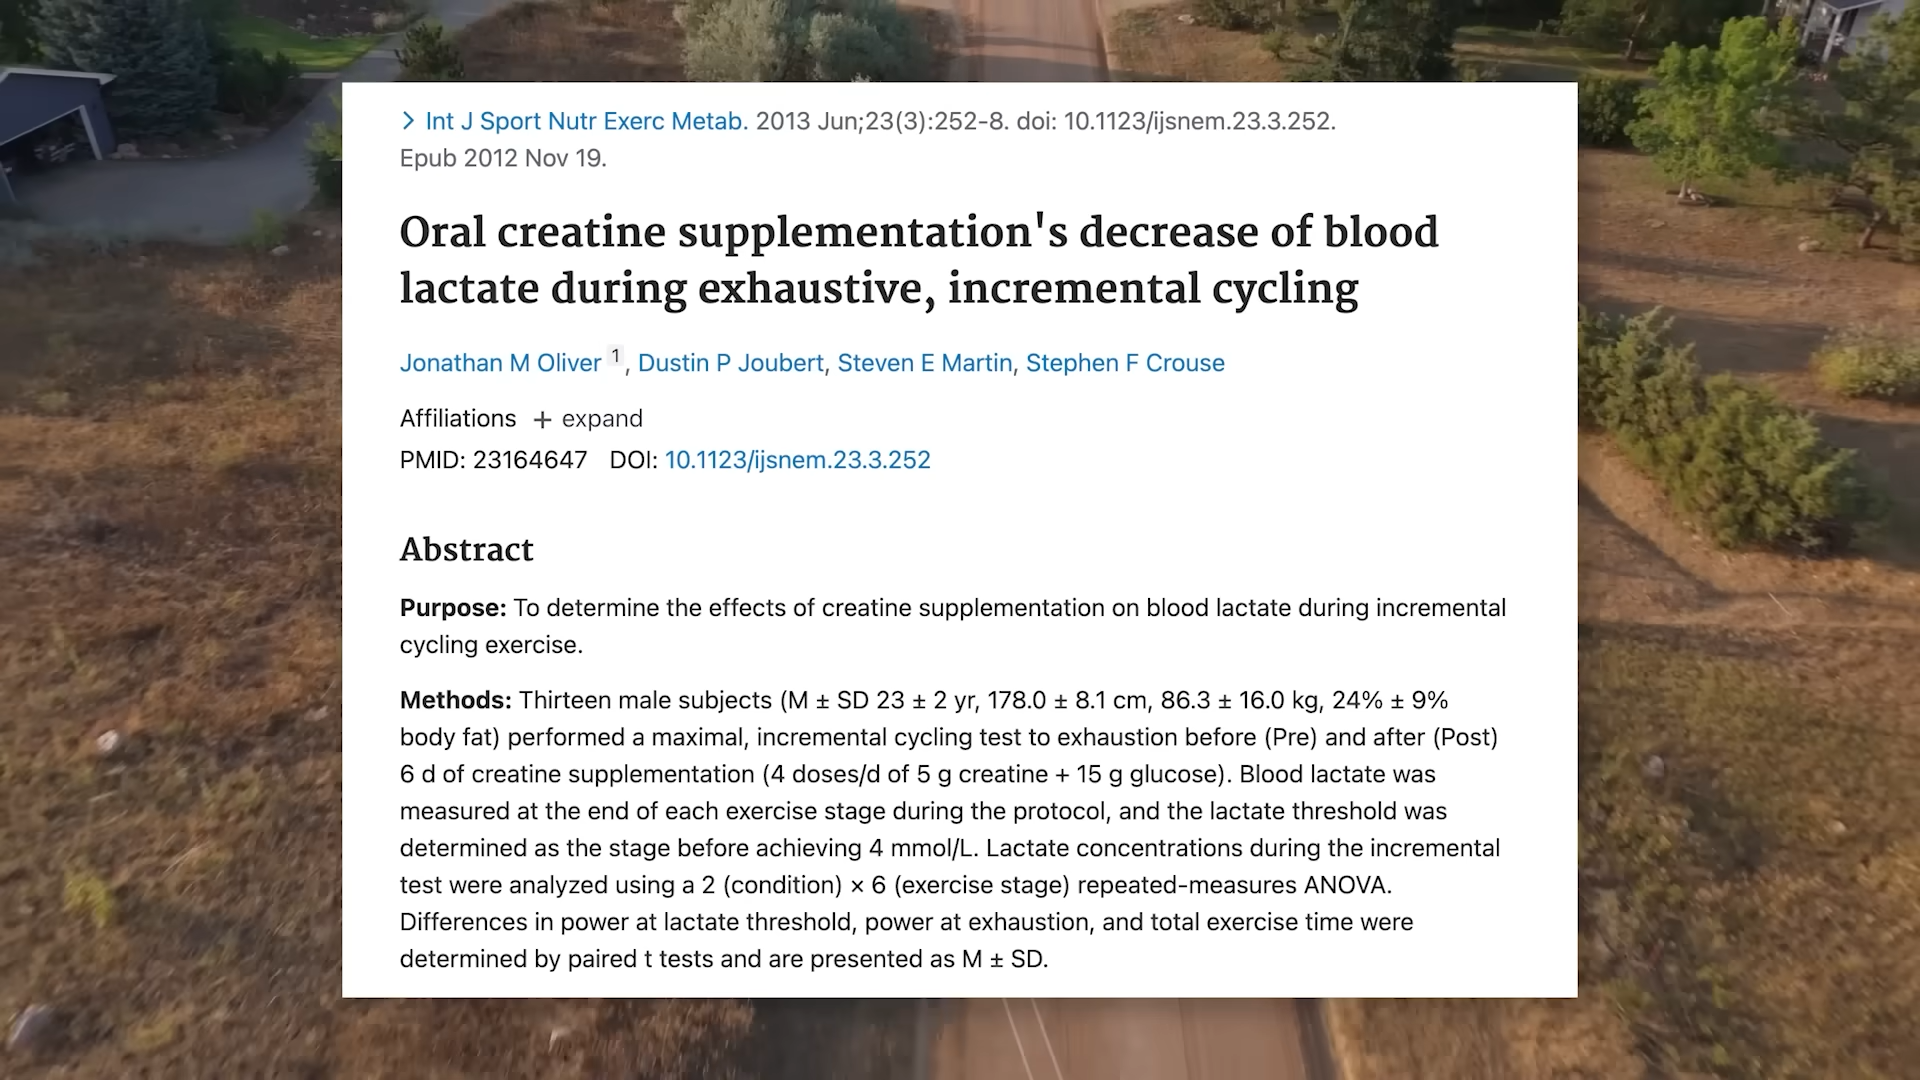 > Int J Sport Nutr Exerc Metab. 2013 Jun;23(3):252-8. doi: 10.1123/ijsnem.23.3.252.
Epub 2012 Nov 19.
Oral creatine supplementation's decrease of blood
lactate during exhaustive, incremental cycling
Jonathan M Oliver 1, Dustin P Joubert, Steven E Martin, Stephen F Crouse
Affiliations + expand
PMID: 23164647 DOI: 10.1123/ijsnem.23.3.252
Abstract
Purpose: To determine the effects of creatine supplementation on blood lactate during incremental
cycling exercise.
Methods: Thirteen male subjects (M ± SD 23 ± 2 yr, 178.0 ± 8.1 cm, 86.3 ± 16.0 kg, 24% ± 9%
body fat) performed a maximal, incremental cycling test to exhaustion before (Pre) and after (Post)
6 d of creatine supplementation (4 doses/d of 5 g creatine + 15 g glucose). Blood lactate was
measured at the end of each exercise stage during the protocol, and the lactate threshold was
determined as the stage before achieving 4 mmol/L. Lactate concentrations during the incremental
test were analyzed using a 2 (condition) × 6 (exercise stage) repeated-measures ANOVA.
Differences in power at lactate threshold, power at exhaustion, and total exercise time were
determined by paired t tests and are presented as M ± SD.